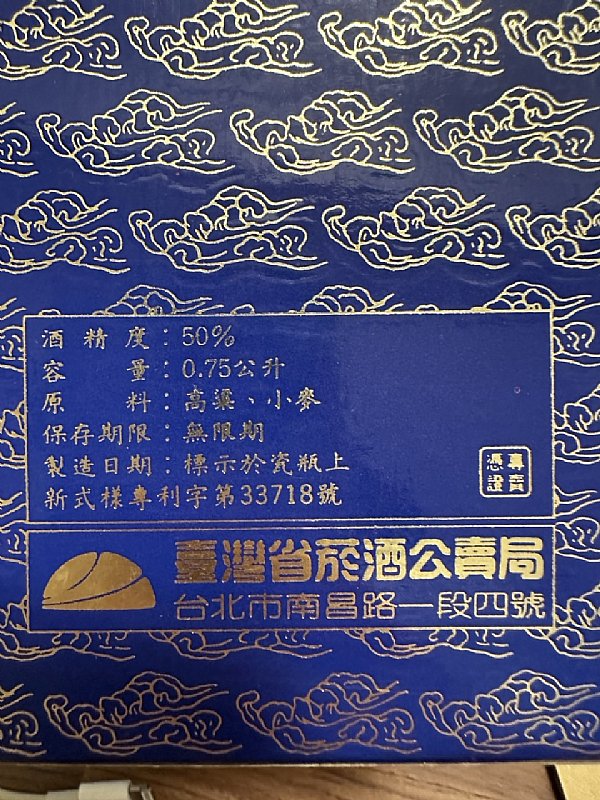 酒精度：50%
容量：0.75公升
原料：高粱、小麥
保存期限：無限期
製造日期：標示於瓷瓶上
新式樣專利字第33718號
專賣
憑證
臺灣省菸酒公賣局
台北市南昌路一段四號